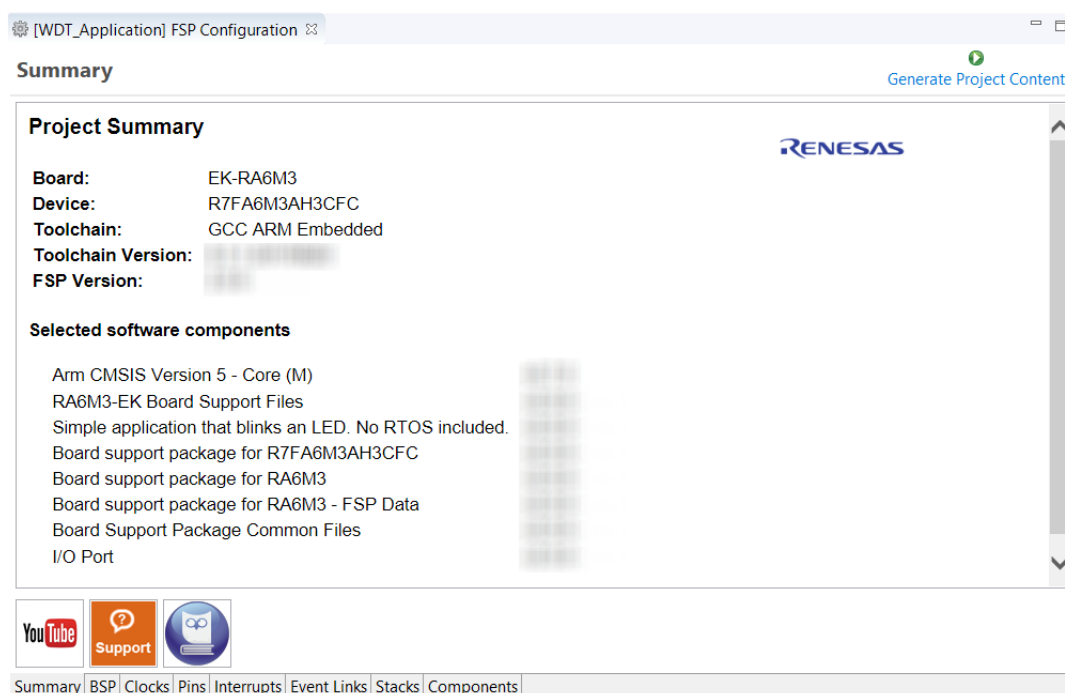 [WDT_Application] FSP Configuration
Summary
Generate Project Content
Project Summary
RENESAS
Board: EK-RA6M3
Device: R7FA6M3AH3CFC
Toolchain: GCC ARM Embedded
Toolchain Version:
FSP Version:
Selected software components
Arm CMSIS Version 5 - Core (M)
RA6M3-EK Board Support Files
Simple application that blinks an LED. No RTOS included.
Board support package for R7FA6M3AH3CFC
Board support package for RA6M3
Board support package for RA6M3 - FSP Data
Board Support Package Common Files
I/O Port
YouTube
? Support
Summary BSP Clocks Pins Interrupts Event Links Stacks Components